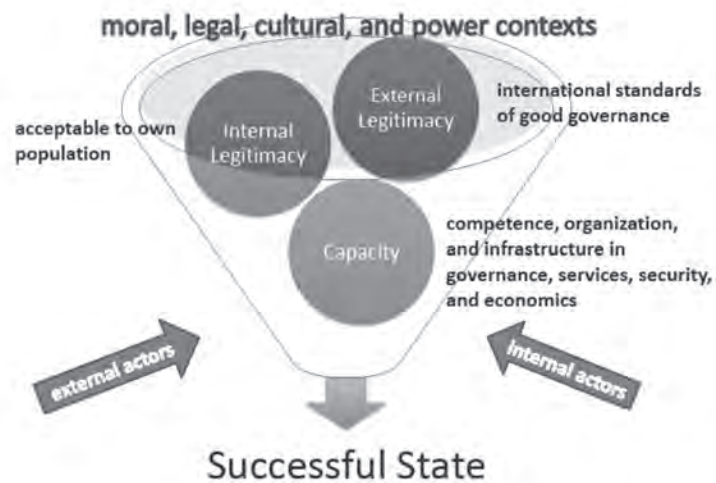 moral, legal, cultural, and power contexts
External
Legitimacy
international standards
of good governance
acceptable to own
population
Internal
Legitimacy
Capacity
competence, organization,
and infrastructure in
governance, services, security,
and economics
external actors
internal actors
Successful State